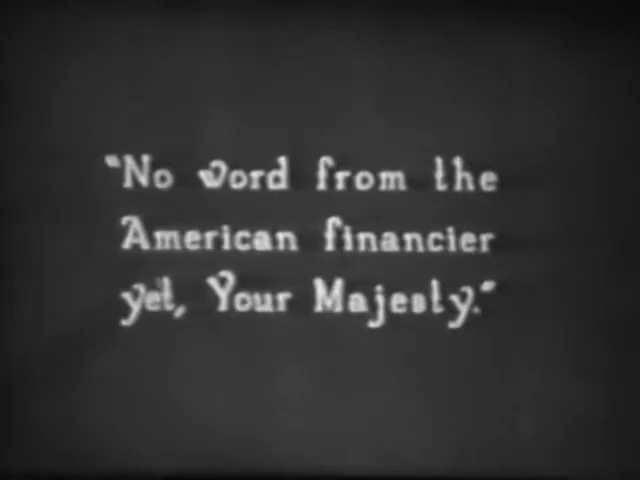 "No word from the
American financier
yet, Your Majesty."